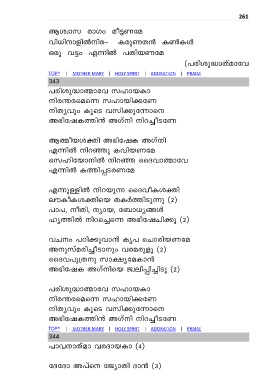 261
ആശ്വാസ രാഗം മീട്ടണമേ
വിധിനാളിൽനിര- കരുണതൻ കൺകൾ
ഒരു വട്ടം എന്നിൽ പതിയണമേ
(പരിശുദ്ധാത്മാവേ
TOP↑ | MOTHER MARY | HOLY SPIRIT | ADORATION | PRAISE
343
പരിശുദ്ധാത്മാവേ സഹായകാ
നിരന്തരമെന്നെ സഹായിക്കണേ
നിത്യവും കൂടെ വസിക്കുന്നോനെ
അഭിഷേകത്തിൻ അഗ്നി നിറച്ചീടണേ
ആത്മീയശക്തി അഭിഷേക അഗ്നി
എന്നിൽ നിറഞ്ഞു കവിയണമേ
സെഹിയോനിൽ നിറഞ്ഞ ദൈവാത്മാവേ
എന്നിൽ കത്തിപ്പടരണമേ
എന്നുള്ളിൽ നിറയുന്ന ദൈവീകശക്തി
ലൗകീകശക്തിയെ തകർത്തിടുന്നു (2)
പാപ, നീതി, ന്യായ, ബോധ്യങ്ങൾ
ഹൃത്തിൽ നിറച്ചെന്നെ അഭിഷേചിക്കൂ (2)
വചനം പഠിക്കുവാൻ കൃപ ചൊരിയണമേ
അനുസ്മരിച്ചീടാനും വരമരുളൂ (2)
ദൈവപുത്രനു സാക്ഷ്യമേകാൻ
അഭിഷേക അഗ്നിയെ ജ്വലിപ്പിച്ചിടൂ (2)
പരിശുദ്ധാത്മാവേ സഹായകാ
നിരന്തരമെന്നെ സഹായിക്കണേ
നിത്യവും കൂടെ വസിക്കുന്നോനെ
അഭിഷേകത്തിൻ അഗ്നി നിറച്ചീടണേ
TOP↑ | MOTHER MARY | HOLY SPIRIT | ADORATION | PRAISE
344
പാവനാത്മാ വരദായകാ (4)
ദേദോ അപ്നെ ജ്യോതി ദാൻ (3)